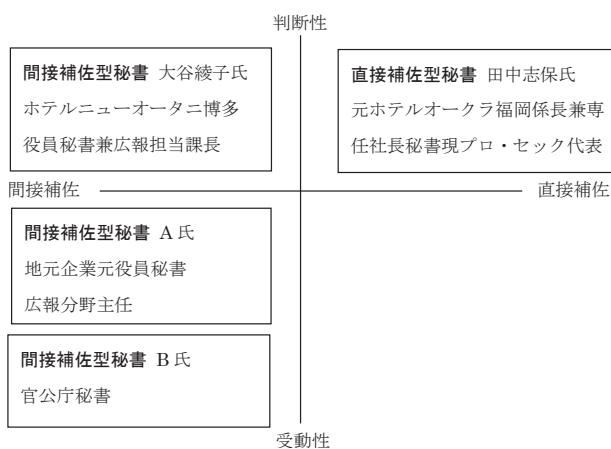 判断性
間接補佐型秘書 大谷綾子氏
ホテルニューオータニ博多
役員秘書兼広報担当課長
直接補佐型秘書 田中志保氏
元ホテルオークラ福岡係長兼専
任社長秘書現プロ・セック代表
間接補佐
直接補佐
間接補佐型秘書 A 氏
地元企業元役員秘書
広報分野主任
間接補佐型秘書 B 氏
官公庁秘書
受動性